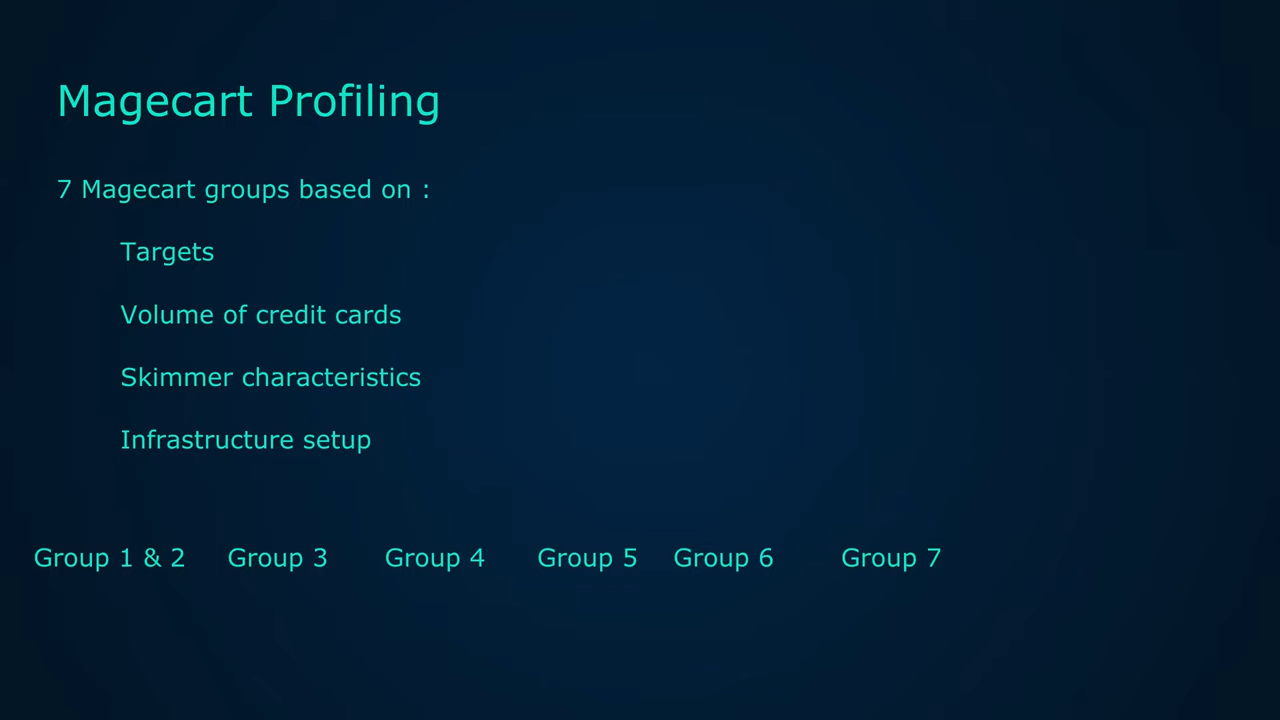 Magecart Profiling
7 Magecart groups based on :
Targets
Volume of credit cards
Skimmer characteristics
Infrastructure setup
Group 1 & 2 Group 3 Group 4 Group 5 Group 6 Group 7